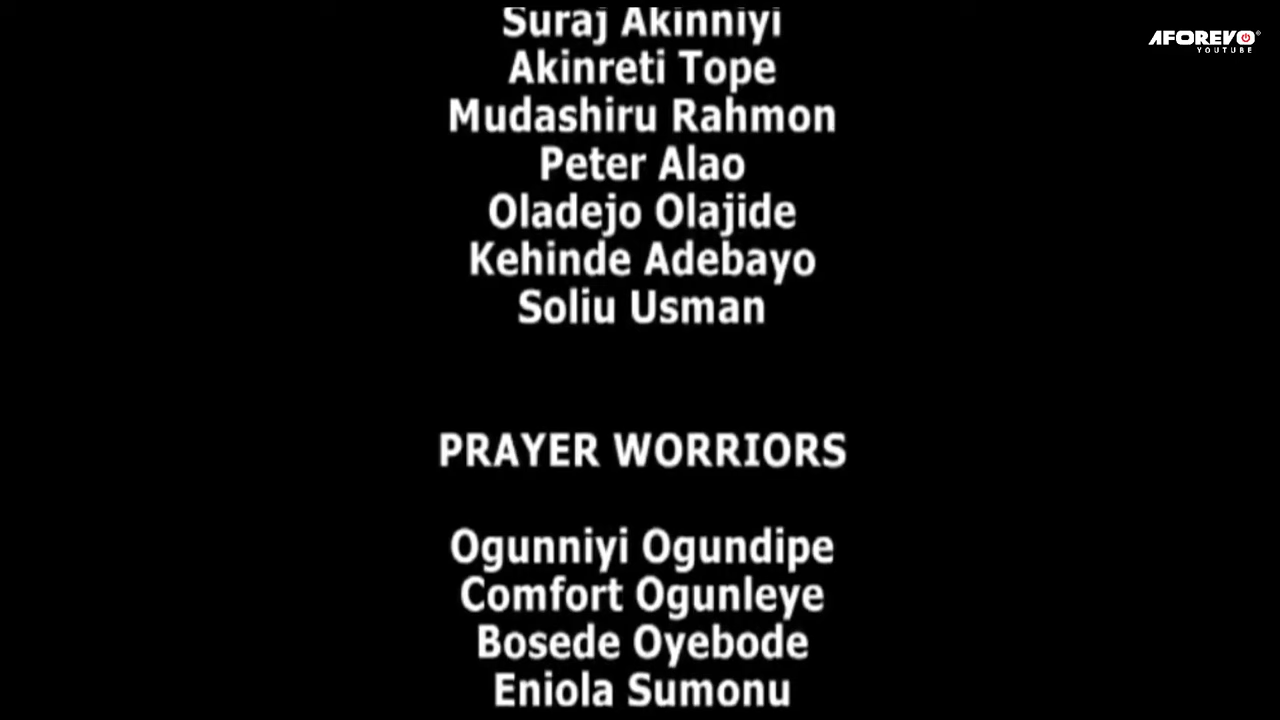 AFOREVO
YOUTUBE
Suraj Akinniyi
Akinreti Tope
Mudashiru Rahmon
Peter Alao
Oladejo Olajide
Kehinde Adebayo
Soliu Usman
PRAYER WORRIORS
Ogunniyi Ogundipe
Comfort Ogunleye
Bosede Oyebode
Eniola Sumonu